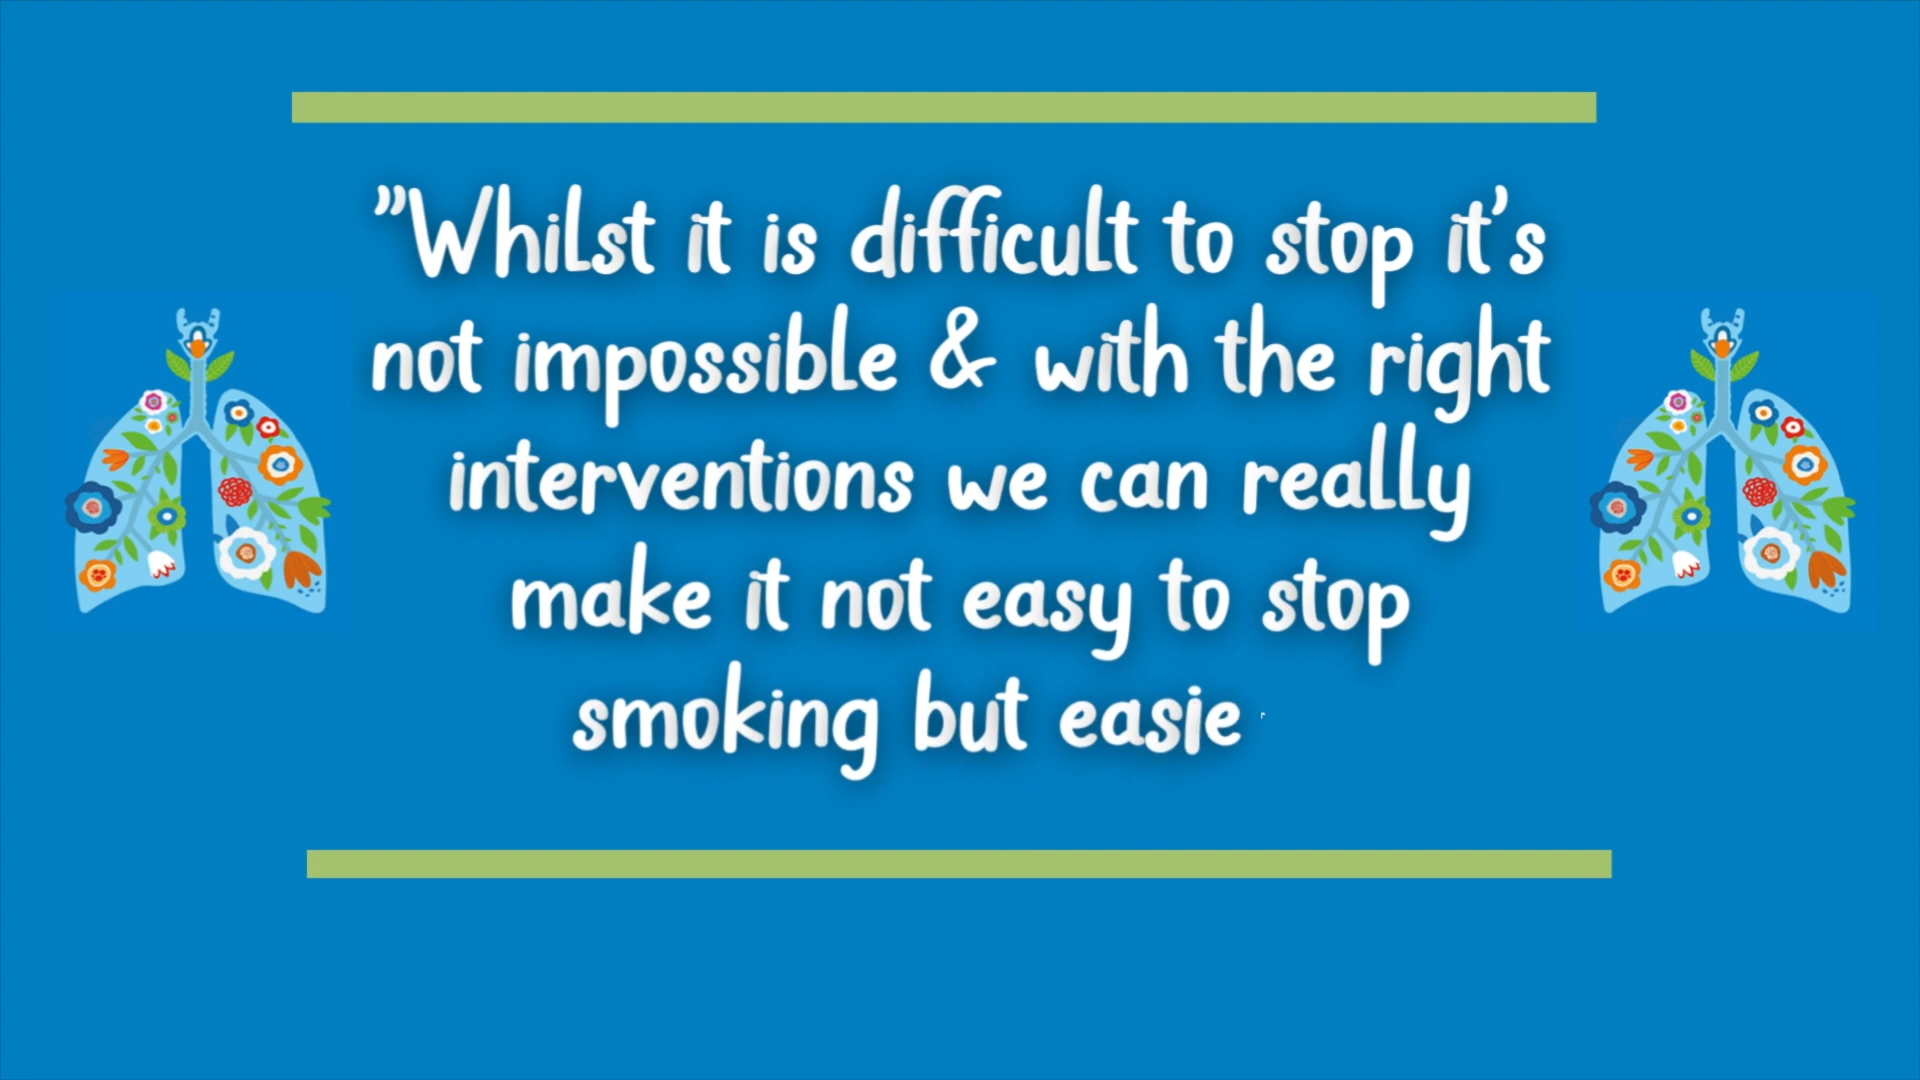 "Whilst it is difficult to stop it's
not impossible & with the right
interventions we can really
make it not easy to stop
smoking but easier